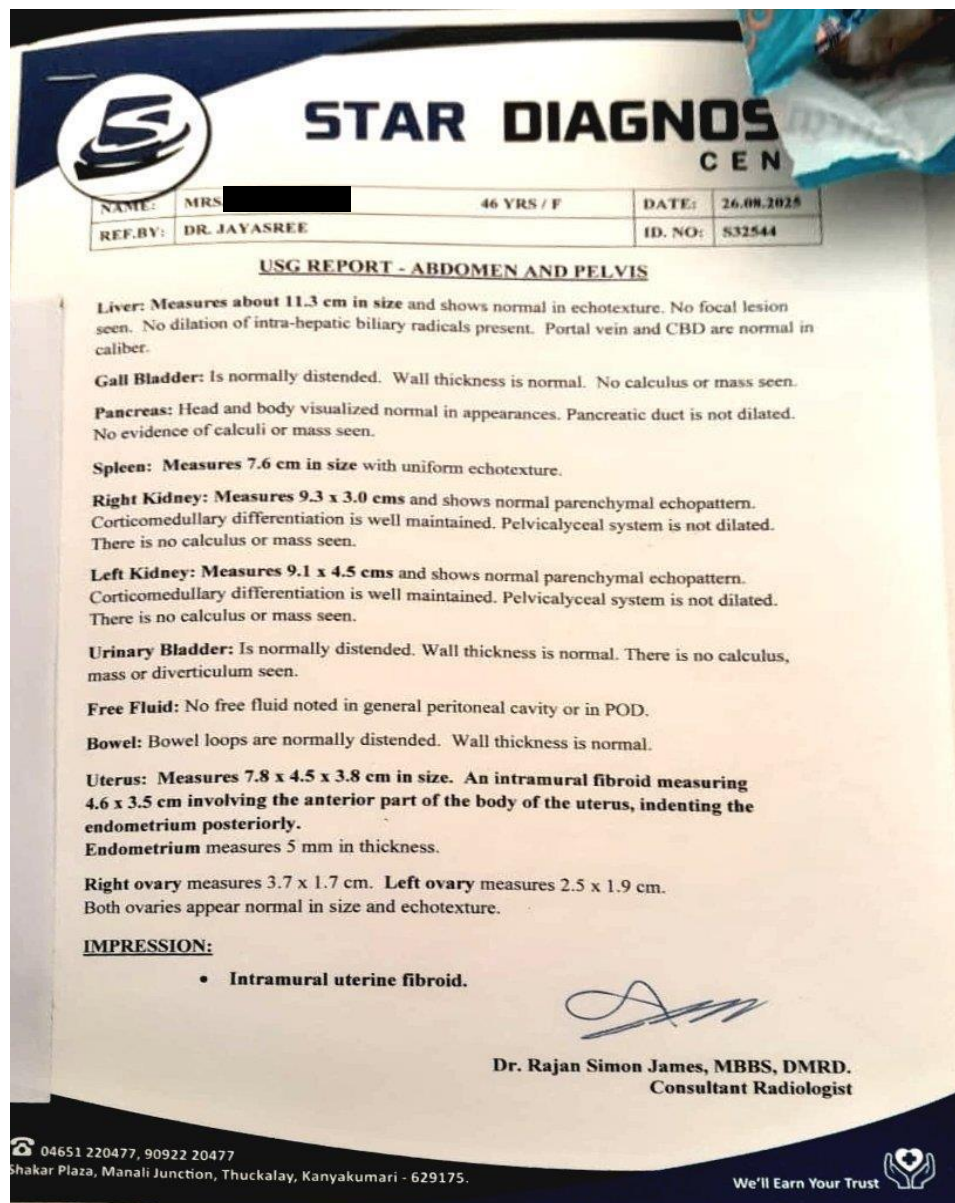 STAR DIAGNOS
CEN
NAME: MRS 46 YRS / F DATE: 26.08.2025
REF.BY: DR. JAYASREE ID. NO: S32544
USG REPORT - ABDOMEN AND PELVIS
Liver: Measures about 11.3 cm in size and shows normal in echotexture. No focal lesion
seen. No dilation of intra-hepatic biliary radicals present. Portal vein and CBD are normal in
caliber.
Gall Bladder: Is normally distended. Wall thickness is normal. No calculus or mass seen.
Pancreas: Head and body visualized normal in appearances. Pancreatic duct is not dilated.
No evidence of calculi or mass seen.
Spleen: Measures 7.6 cm in size with uniform echotexture.
Right Kidney: Measures 9.3 x 3.0 cms and shows normal parenchymal echopattern.
Corticomedullary differentiation is well maintained. Pelvicalyceal system is not dilated.
There is no calculus or mass seen.
Left Kidney: Measures 9.1 x 4.5 cms and shows normal parenchymal echopattern.
Corticomedullary differentiation is well maintained. Pelvicalyceal system is not dilated.
There is no calculus or mass seen.
Urinary Bladder: Is normally distended. Wall thickness is normal. There is no calculus,
mass or diverticulum seen.
Free Fluid: No free fluid noted in general peritoneal cavity or in POD.
Bowel: Bowel loops are normally distended. Wall thickness is normal.
Uterus: Measures 7.8 x 4.5 x 3.8 cm in size. An intramural fibroid measuring
4.6 x 3.5 cm involving the anterior part of the body of the uterus, indenting the
endometrium posteriorly.
Endometrium measures 5 mm in thickness.
Right ovary measures 3.7 x 1.7 cm. Left ovary measures 2.5 x 1.9 cm.
Both ovaries appear normal in size and echotexture.
IMPRESSION:
• Intramural uterine fibroid.
Dr. Rajan Simon James, MBBS, DMRD.
Consultant Radiologist
04651 220477, 90922 20477
Shakar Plaza, Manali Junction, Thuckalay, Kanyakumari - 629175.
We'll Earn Your Trust